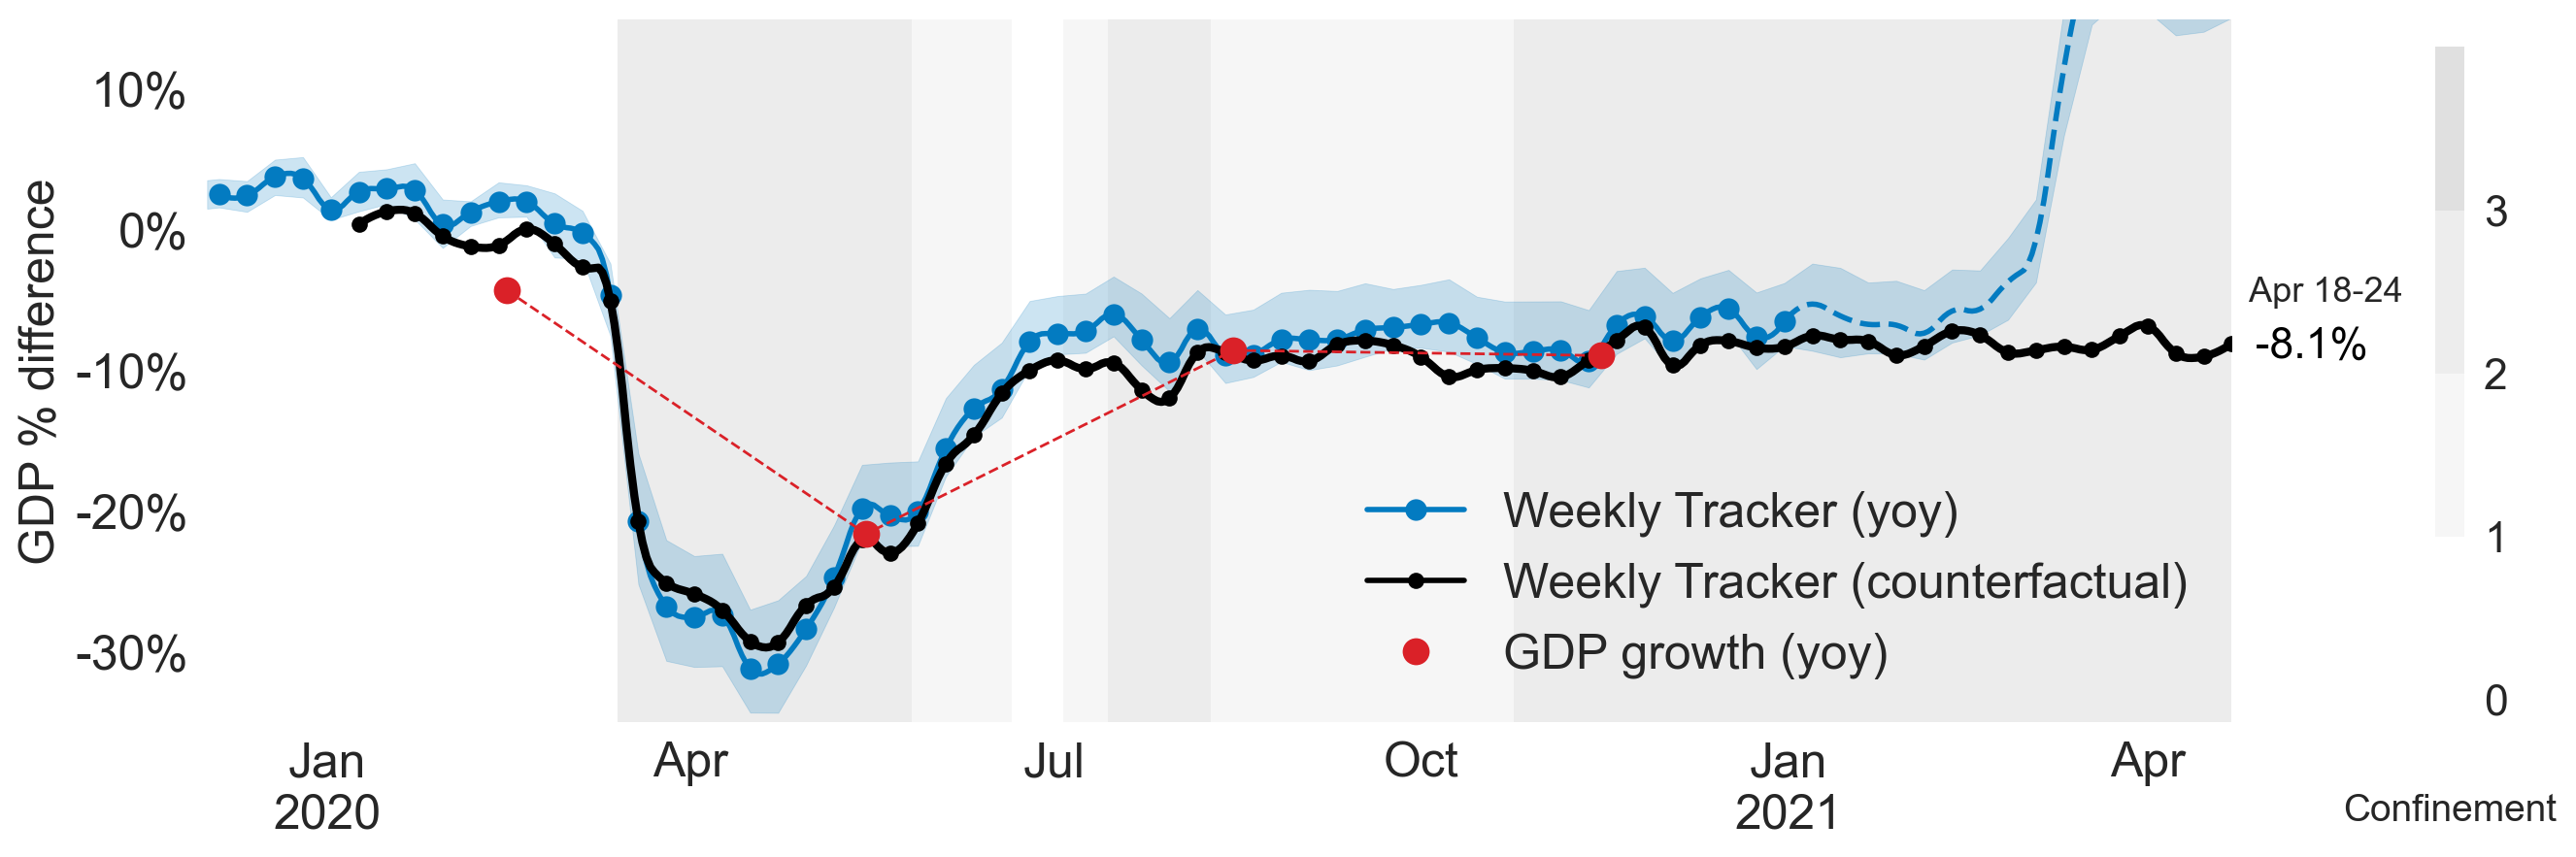 GDP % difference
10%
0%
-10%
-20%
-30%
Jan
2020
Apr
Jul
Oct
Jan
2021
Apr
Weekly Tracker (yoy)
Weekly Tracker (counterfactual)
GDP growth (yoy)
Apr 18-24
-8.1%
3
2
1
0
Confinement